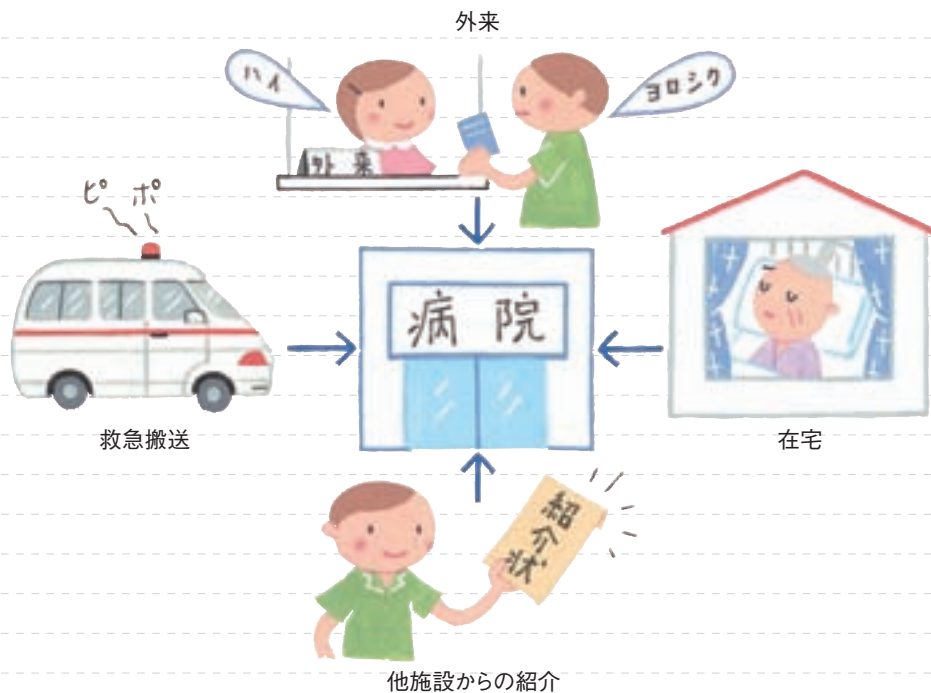 外来
ハイ
ヨロシク
外来
ピポ
病院
救急搬送
在宅
紹介状
他施設からの紹介